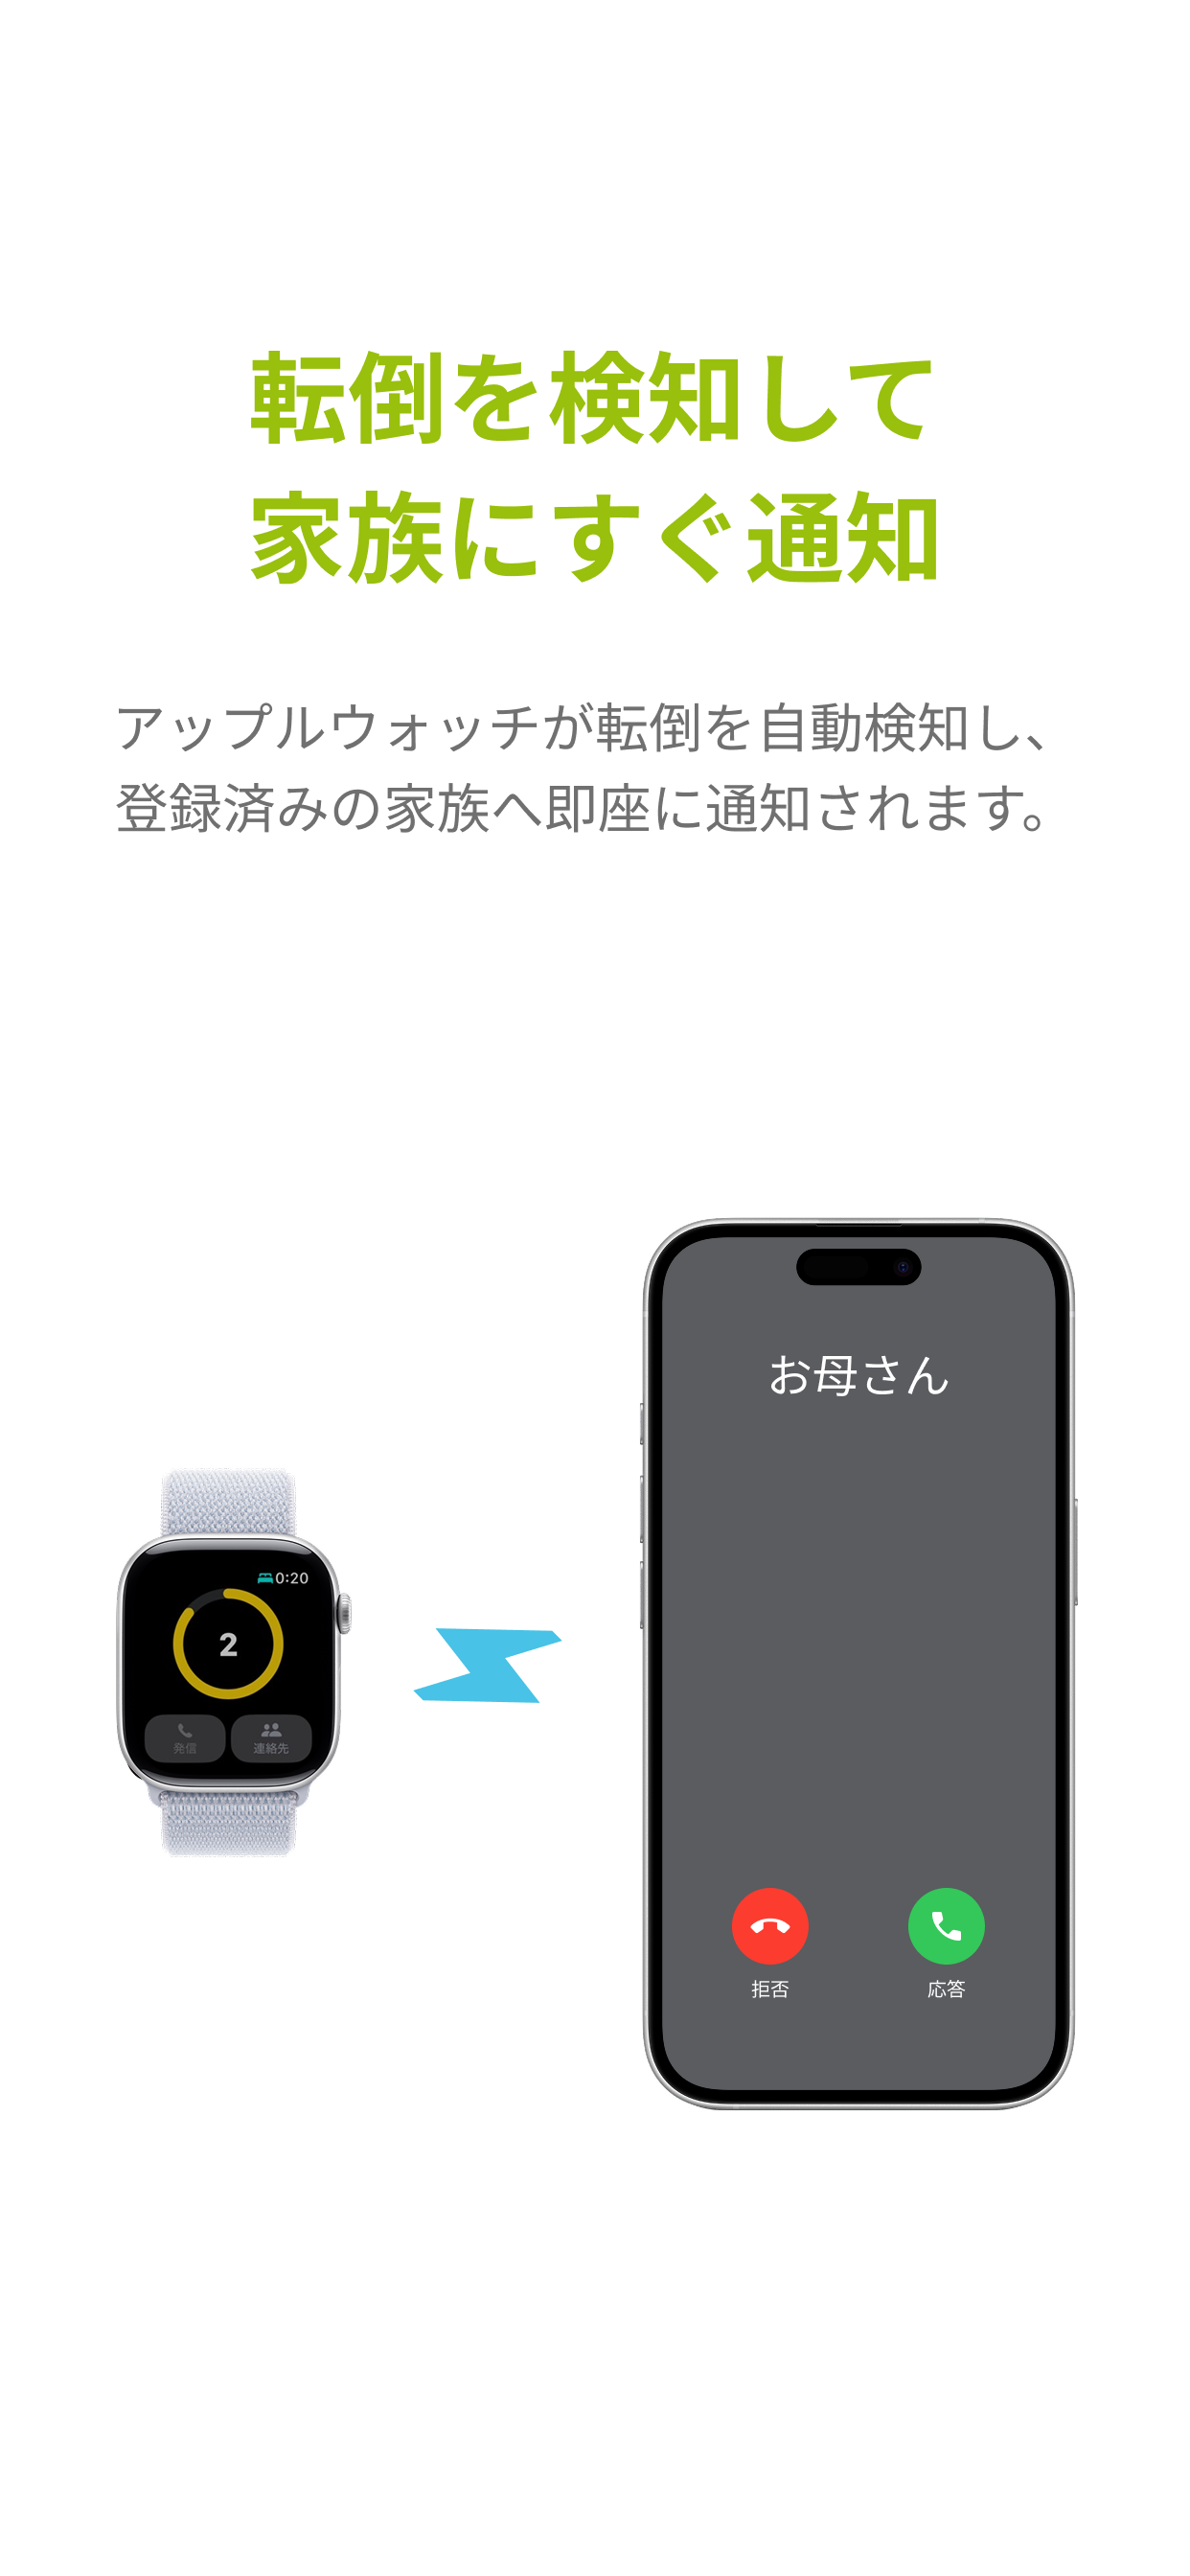 転倒を検知して
家族にすぐ通知
アップルウォッチが転倒を自動検知し、
登録済みの家族へ即座に通知されます。
お母さん
0:20
2
発信
連絡先
拒否
応答